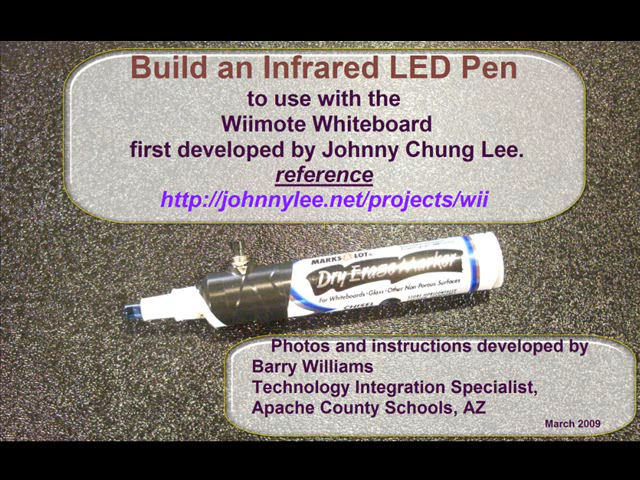 Build an Infrared LED Pen
to use with the
Wiimote Whiteboard
first developed by Johnny Chung Lee.
reference
http://johnnylee.net/projects/wii
MARKS A LOT
Dry Erase Marker
For Whiteboards • Glass • Other Non Porous Surfaces
CHISEL
Photos and instructions developed by
Barry Williams
Technology Integration Specialist,
Apache County Schools, AZ
March 2009